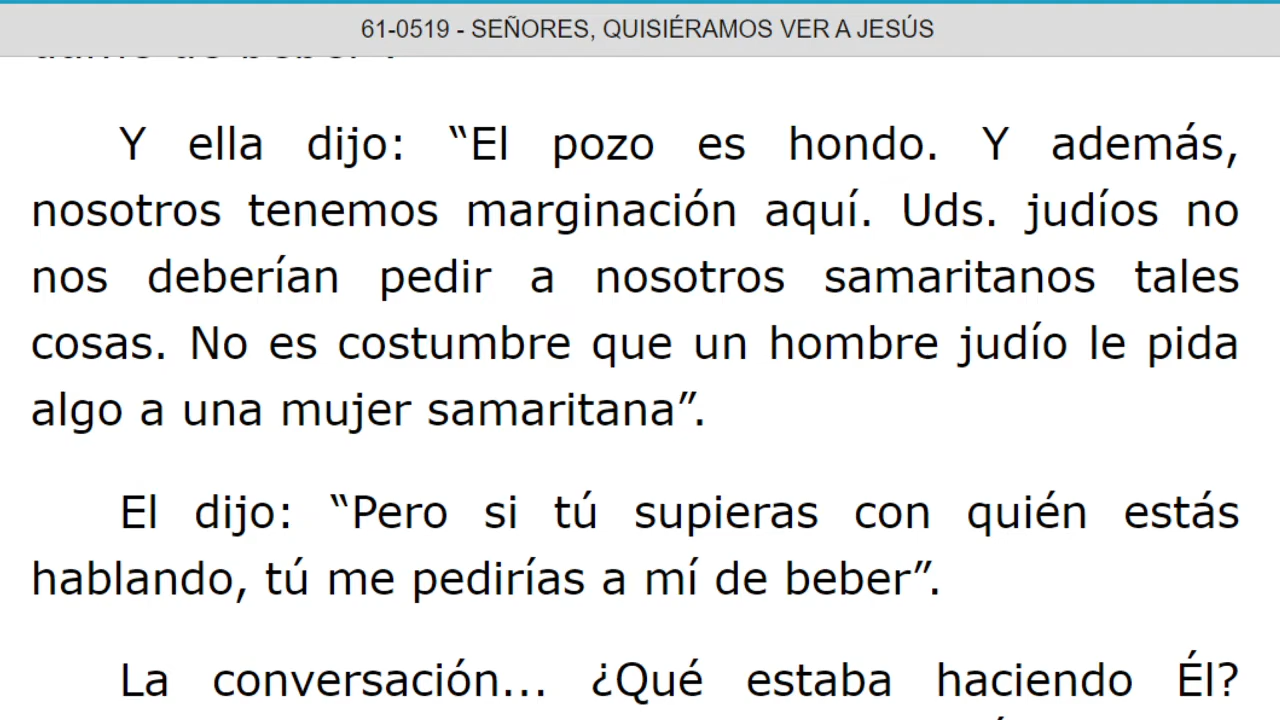 61-0519 - SEÑORES, QUISIÉRAMOS VER A JESÚS
Y ella dijo: “El pozo es hondo. Y además,
nosotros tenemos marginación aquí. Uds. judíos no
nos deberían pedir a nosotros samaritanos tales
cosas. No es costumbre que un hombre judío le pida
algo a una mujer samaritana”.
El dijo: “Pero si tú supieras con quién estás
hablando, tú me pedirías a mí de beber”.
La conversación... ¿Qué estaba haciendo Él?